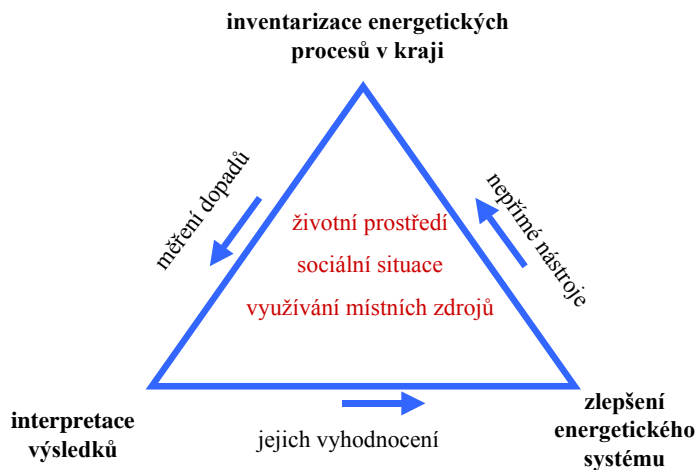 inventarizace energetických
procesů v kraji
měření dopadů
nepřímé nástroje
životní prostředí
sociální situace
využívání místních zdrojů
interpretace
výsledků
jejich vyhodnocení
zlepšení
energetického
systému